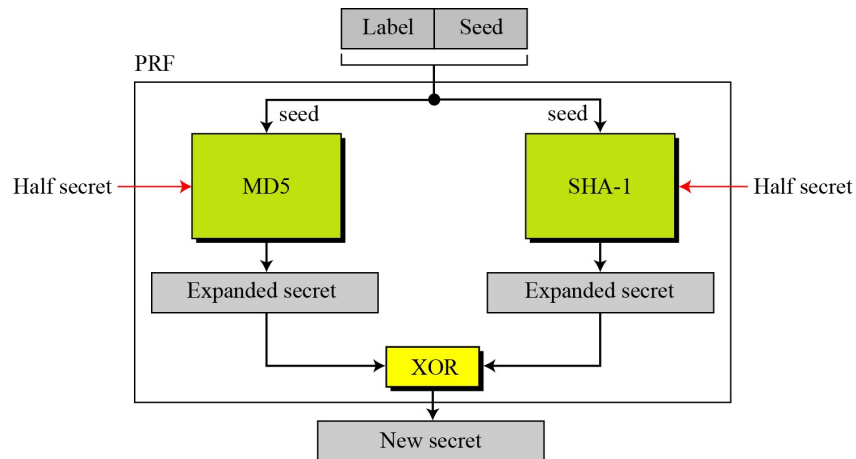 Label Seed
PRF
seed seed
Half secret MD5 SHA-1 Half secret
Expanded secret Expanded secret
XOR
New secret